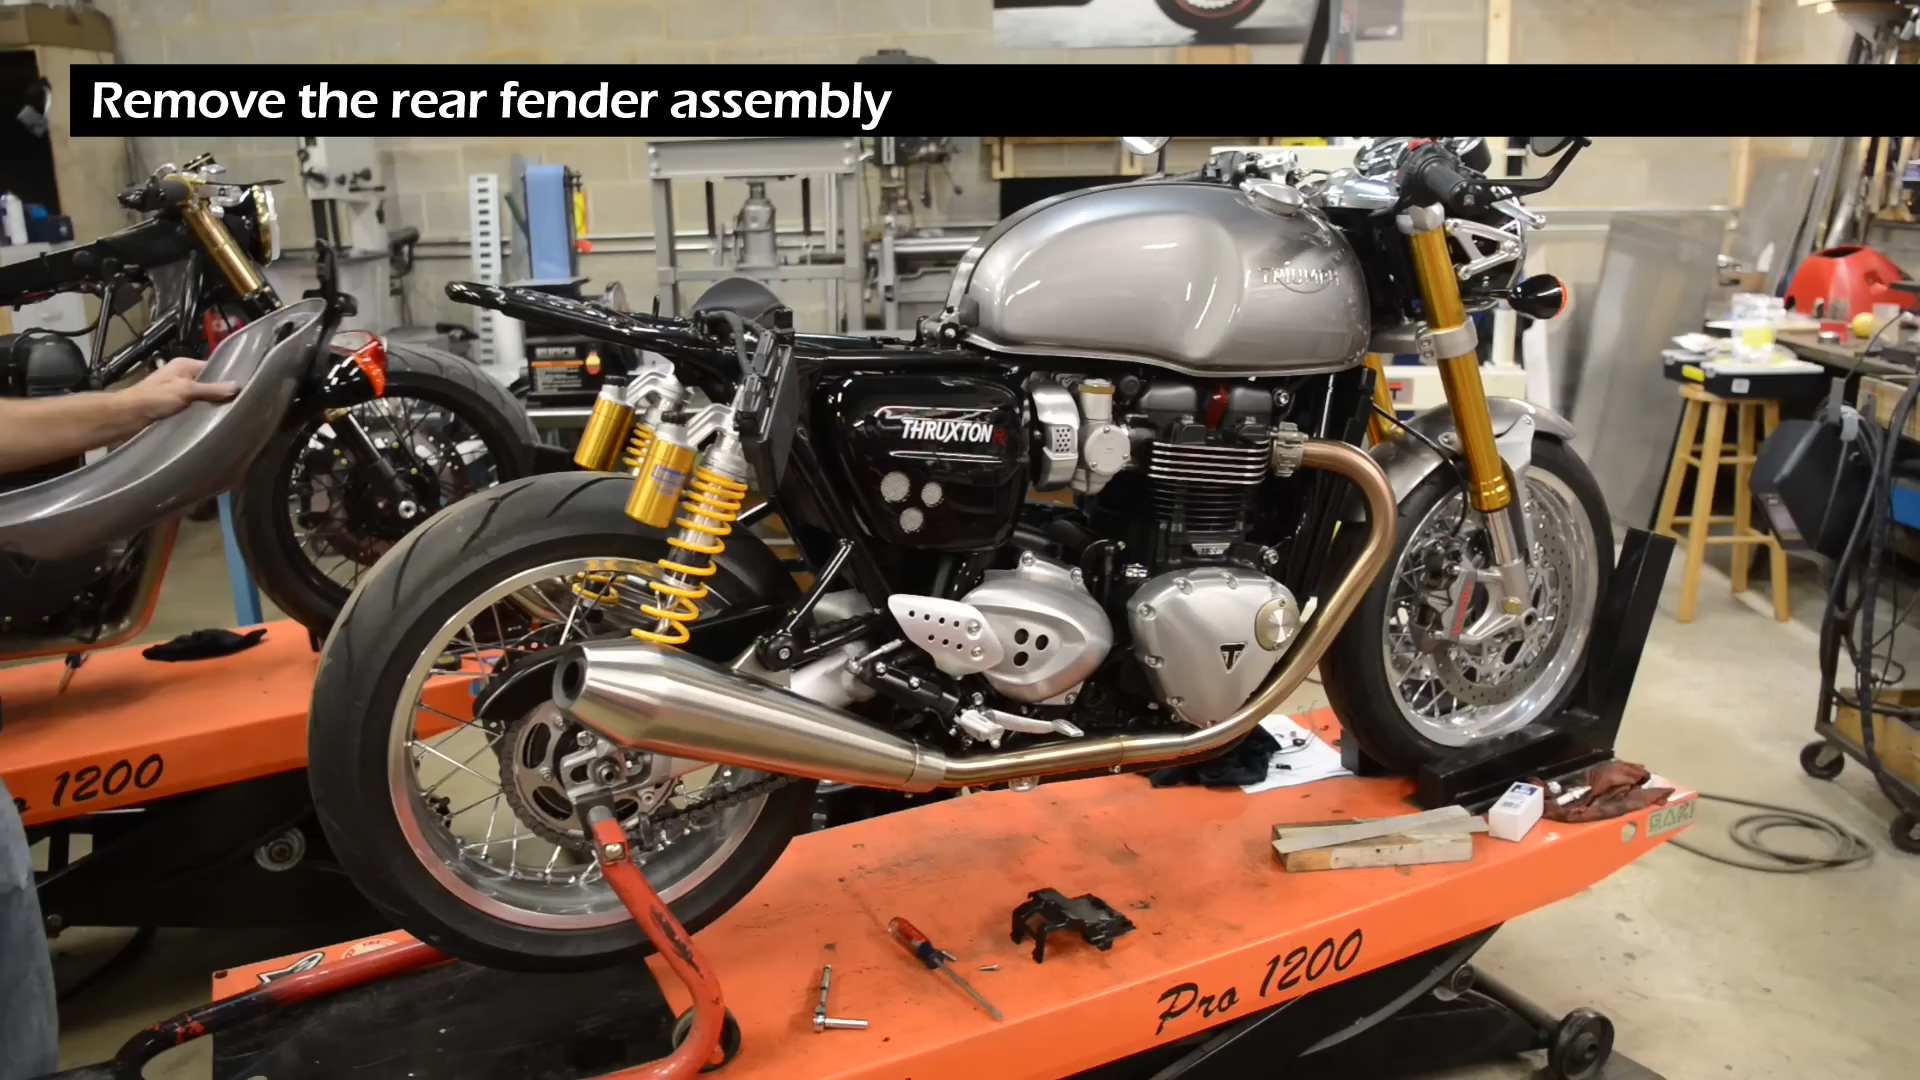 Remove the rear fender assembly
TRIUMPH
THRUXTON R
1200
Pro 1200